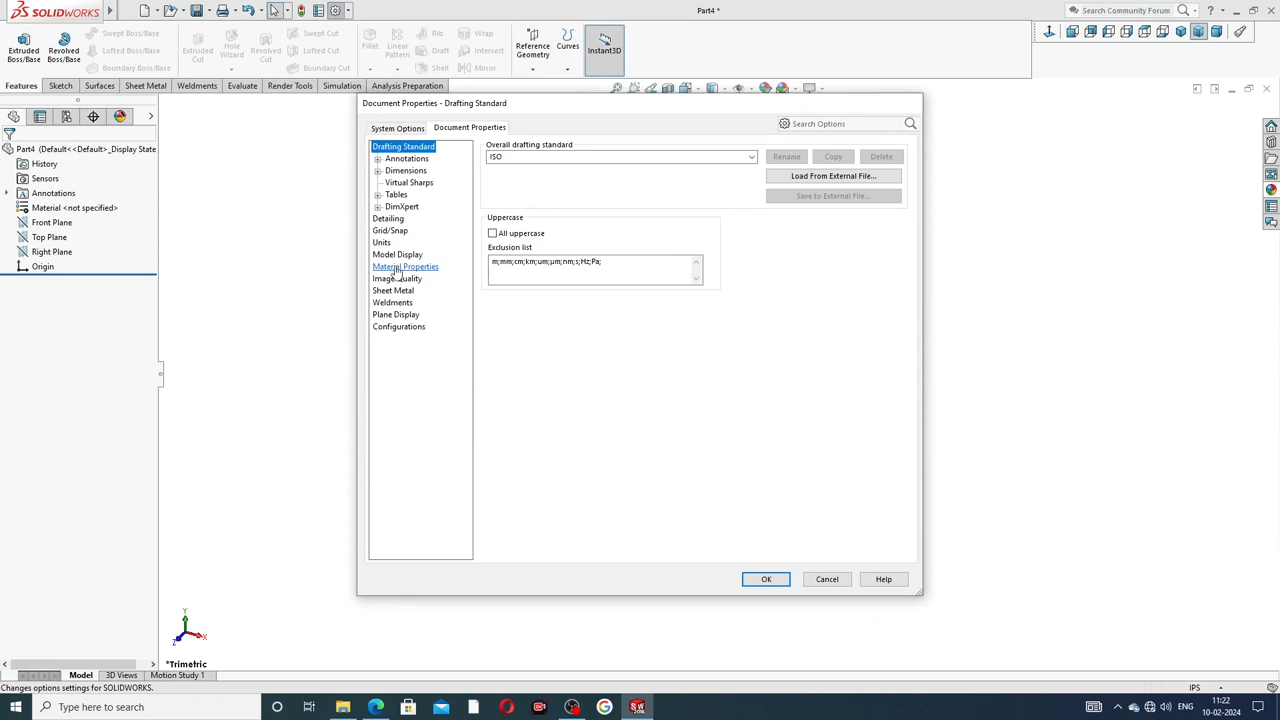 SOLIDWORKS
Part4 *
Search Community Forum
Extruded Boss/Base
Revolved Boss/Base
Swept Boss/Base
Lofted Boss/Base
Boundary Boss/Base
Extruded Cut
Hole Wizard
Revolved Cut
Swept Cut
Lofted Cut
Boundary Cut
Fillet
Linear Pattern
Rib
Draft
Shell
Wrap
Intersect
Mirror
Reference Geometry
Curves
Instant3D
Features
Sketch
Surfaces
Sheet Metal
Weldments
Evaluate
Render Tools
Simulation
Analysis Preparation
Part4 (Default<<Default>_Display State
History
Sensors
Annotations
Material <not specified>
Front Plane
Top Plane
Right Plane
Origin
Document Properties - Drafting Standard
System Options
Document Properties
Search Options
Drafting Standard
Annotations
Dimensions
Virtual Sharps
Tables
DimXpert
Detailing
Grid/Snap
Units
Model Display
Material Properties
Image Quality
Sheet Metal
Weldments
Plane Display
Configurations
Overall drafting standard
ISO
Rename
Copy
Delete
Load From External File...
Save to External File...
Uppercase
All uppercase
Exclusion list
m;mm;cm;km;um;µm;nm;s;Hz;Pa;
OK
Cancel
Help
Y
X
Z
*Trimetric
Model
3D Views
Motion Study 1
Changes options settings for SOLIDWORKS.
IPS
Type here to search
ENG
11:22
10-02-2024